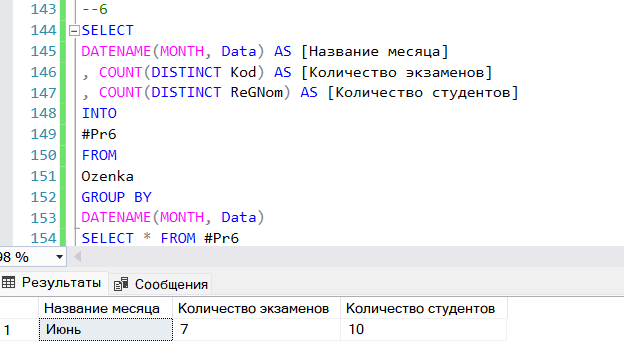 143 --6
144 SELECT
145 DATENAME(MONTH, Data) AS [Название месяца]
146 , COUNT(DISTINCT Kod) AS [Количество экзаменов]
147 , COUNT(DISTINCT ReGNom) AS [Количество студентов]
148 INTO
149 #Pr6
150 FROM
151 Ozenka
152 GROUP BY
153 DATENAME(MONTH, Data)
154 SELECT * FROM #Pr6
98 %
Результаты Сообщения
Название месяца Количество экзаменов Количество студентов
1 Июнь 7 10